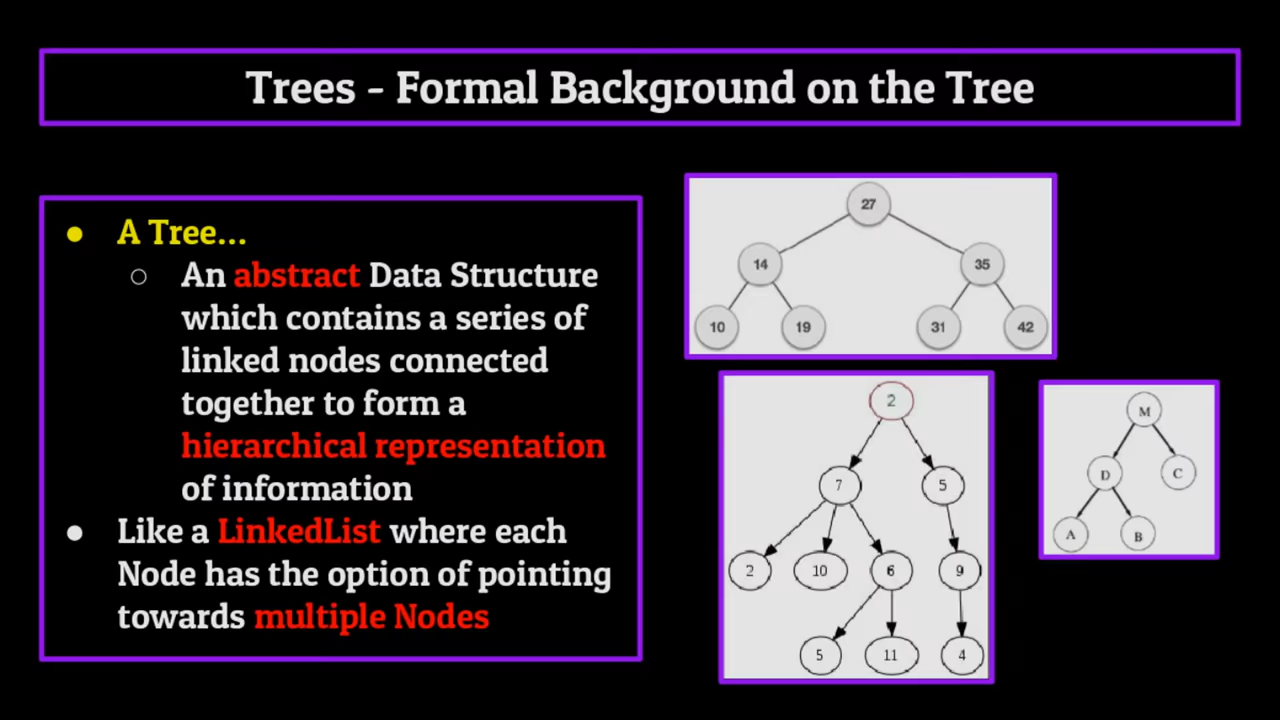 Trees - Formal Background on the Tree
● A Tree...
○ An abstract Data Structure
which contains a series of
linked nodes connected
together to form a
hierarchical representation
of information
● Like a LinkedList where each
Node has the option of pointing
towards multiple Nodes
27
14 35
10 19 31 42
2
7 5
2 10 6 9
5 11 4
M
D C
A B